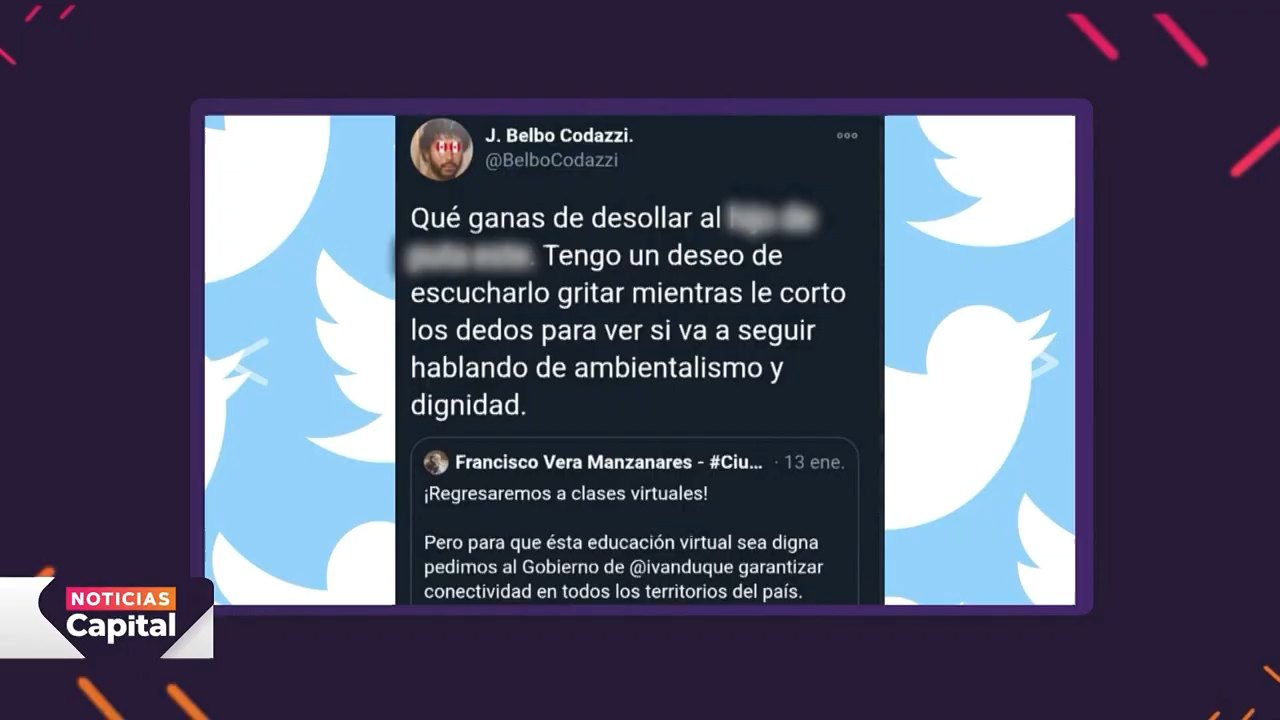 J. Belbo Codazzi.
@BelboCodazzi
Qué ganas de desollar al
. Tengo un deseo de
escucharlo gritar mientras le corto
los dedos para ver si va a seguir
hablando de ambientalismo y
dignidad.
Francisco Vera Manzanares - #Ciu... · 13 ene.
¡Regresaremos a clases virtuales!
Pero para que ésta educación virtual sea digna
pedimos al Gobierno de @ivanduque garantizar
conectividad en todos los territorios del país.
NOTICIAS
Capital